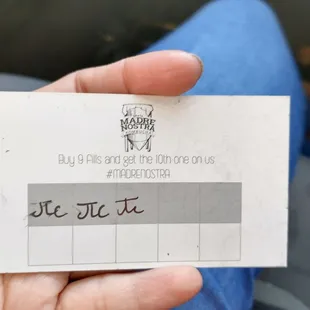 MADRE
NOSTRA
Buy 9 fills and get the 10th one on us
#MADRENOSTRA